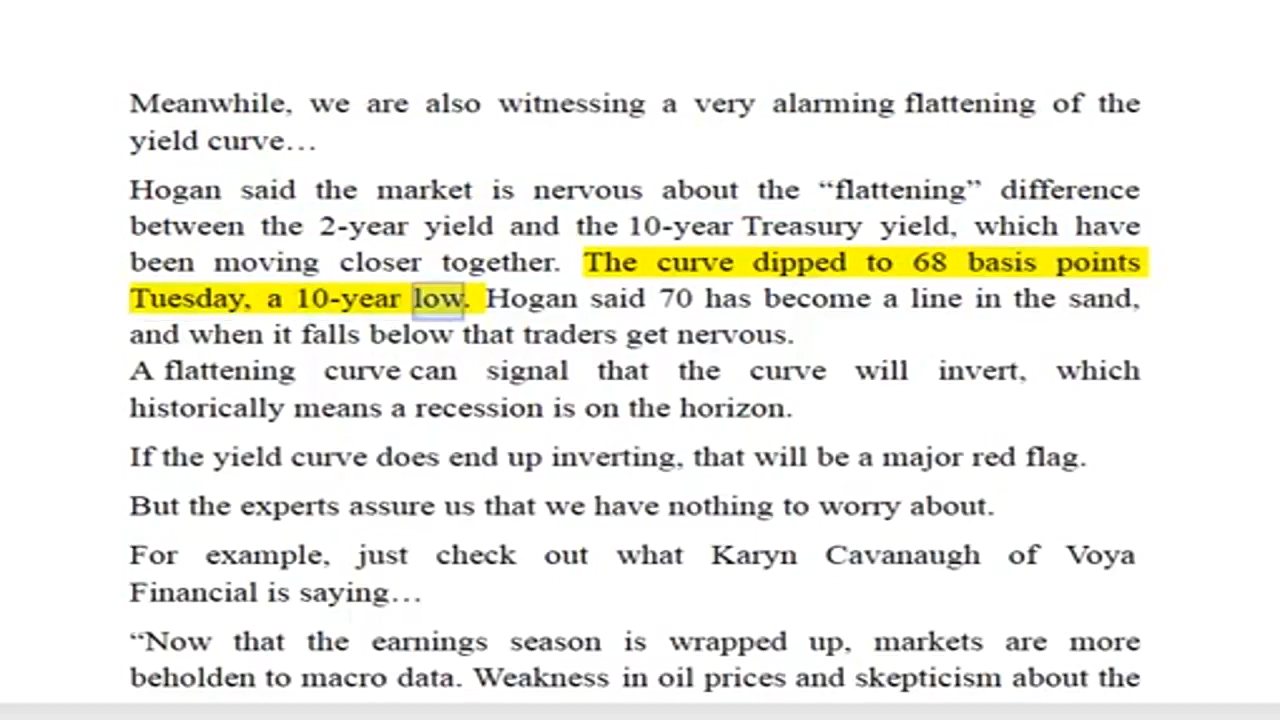 Meanwhile, we are also witnessing a very alarming flattening of the
yield curve…
Hogan said the market is nervous about the “flattening” difference
between the 2-year yield and the 10-year Treasury yield, which have
been moving closer together. The curve dipped to 68 basis points
Tuesday, a 10-year low. Hogan said 70 has become a line in the sand,
and when it falls below that traders get nervous.
A flattening curve can signal that the curve will invert, which
historically means a recession is on the horizon.
If the yield curve does end up inverting, that will be a major red flag.
But the experts assure us that we have nothing to worry about.
For example, just check out what Karyn Cavanaugh of Voya
Financial is saying…
“Now that the earnings season is wrapped up, markets are more
beholden to macro data. Weakness in oil prices and skepticism about the